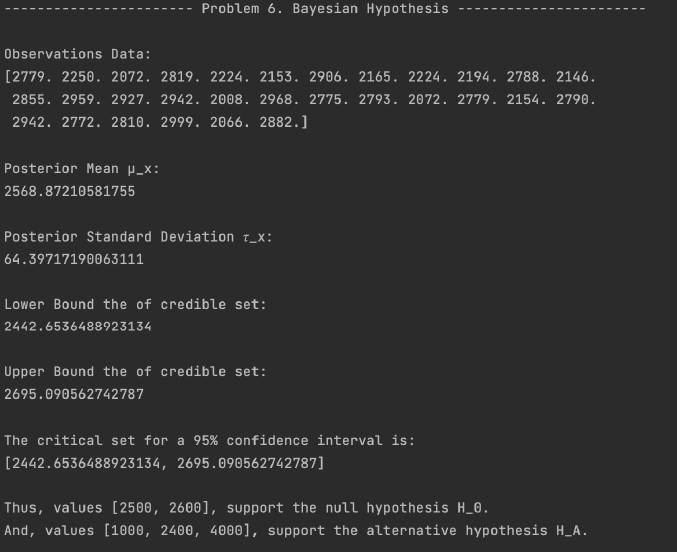 ----------------------- Problem 6. Bayesian Hypothesis -----------------------
Observations Data:
[2779. 2250. 2072. 2819. 2224. 2153. 2906. 2165. 2224. 2194. 2788. 2146.
2855. 2959. 2927. 2942. 2008. 2968. 2775. 2793. 2072. 2779. 2154. 2790.
2942. 2772. 2810. 2999. 2066. 2882.]
Posterior Mean μ_x:
2568.87210581755
Posterior Standard Deviation τ_x:
64.39717190063111
Lower Bound the of credible set:
2442.6536488923134
Upper Bound the of credible set:
2695.090562742787
The critical set for a 95% confidence interval is:
[2442.6536488923134, 2695.090562742787]
Thus, values [2500, 2600], support the null hypothesis H_0.
And, values [1000, 2400, 4000], support the alternative hypothesis H_A.